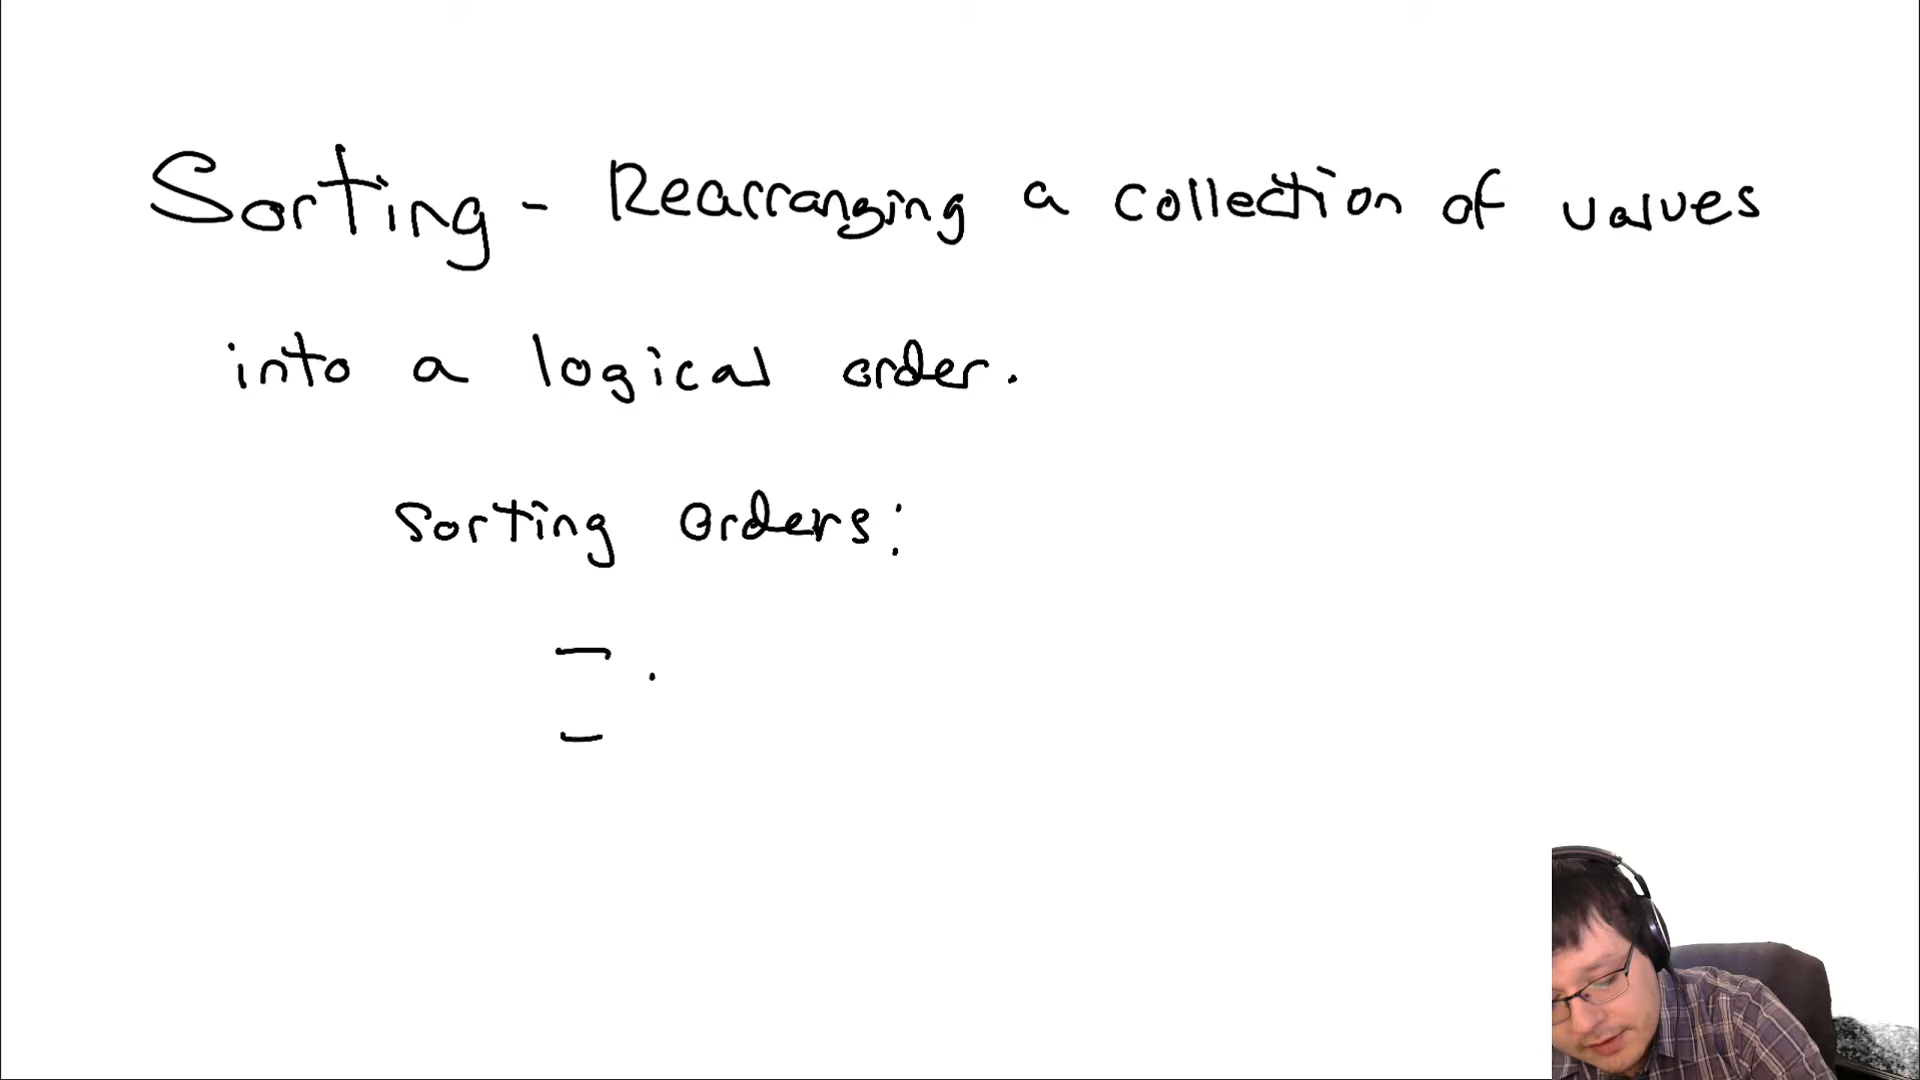 Sorting - Rearranging a collection of values
into a logical order.
Sorting orders:
-
-